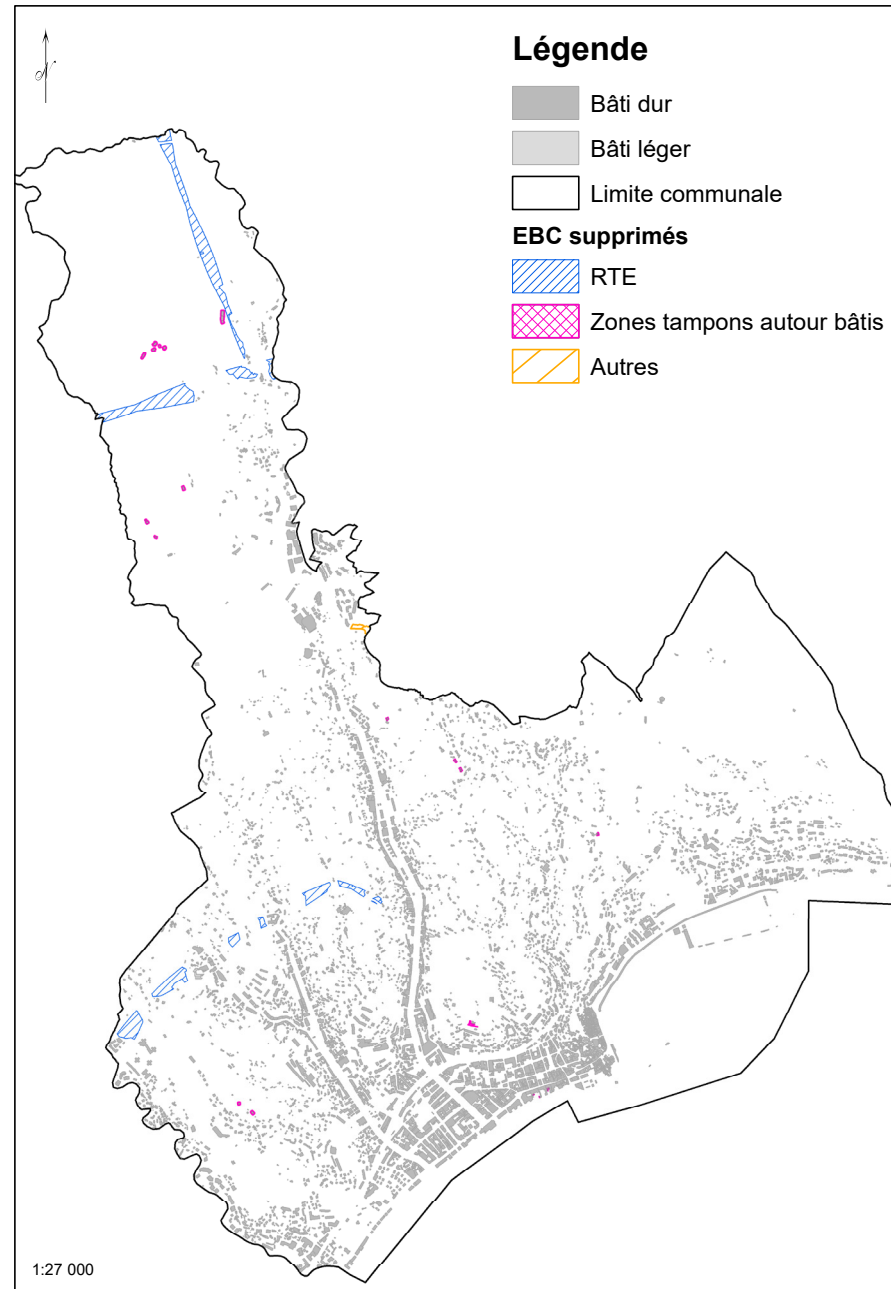 Légende
Bâti dur
Bâti léger
Limite communale
EBC supprimés
RTE
Zones tampons autour bâtis
Autres
N
1:27 000